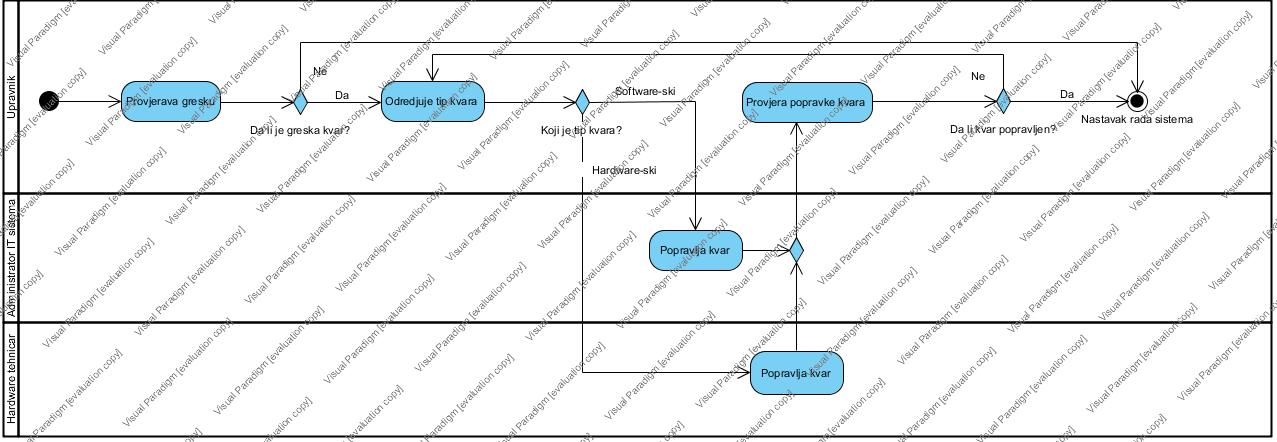 Upravnik
Provjerava gresku
Ne
Da
Da li je greska kvar?
Odredjuje tip kvara
Software-ski
Koji je tip kvara?
Hardware-ski
Provjera popravke kvara
Ne
Da
Da li kvar popravljen?
Nastavak rada sistema
Administrator IT sistema
Popravlja kvar
Hardware tehnicar
Popravlja kvar
Visual Paradigm [evaluation copy]